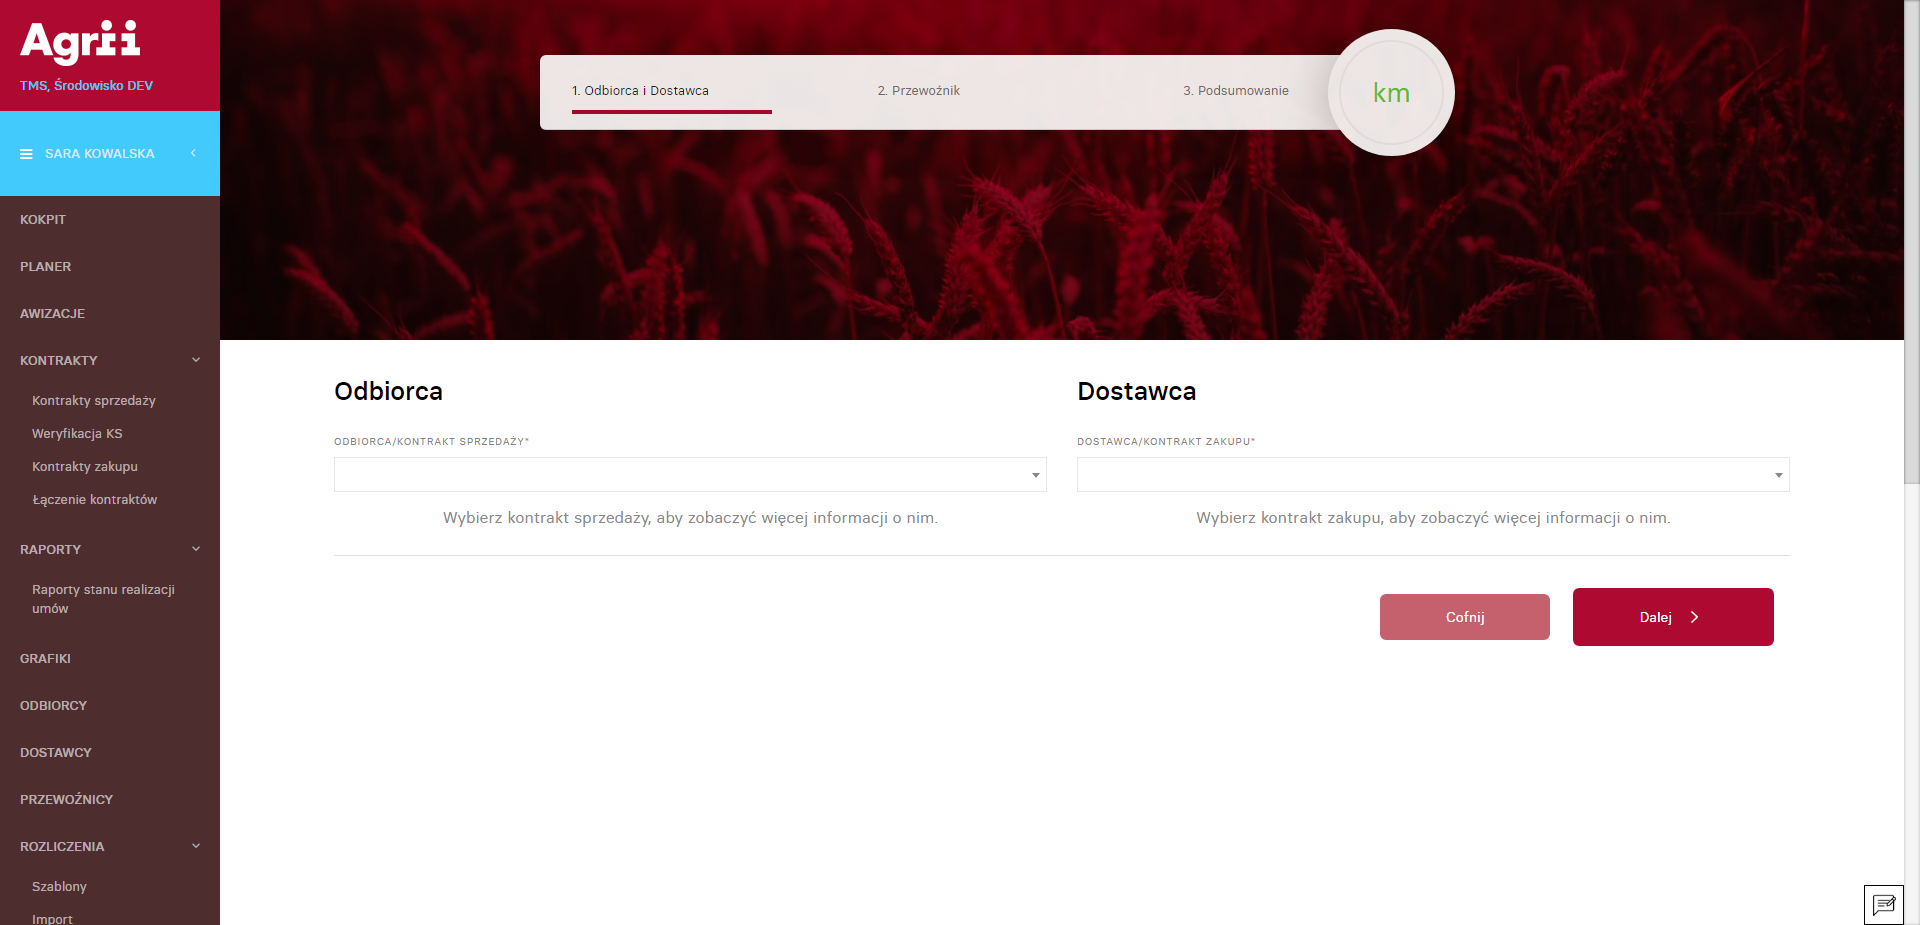 Agrii
TMS, Środowisko DEV
SARA KOWALSKA
KOKPIT
PLANER
AWIZACJE
KONTRAKTY
Kontrakty sprzedaży
Weryfikacja KS
Kontrakty zakupu
Łączenie kontraktów
RAPORTY
Raporty stanu realizacji
umów
GRAFIKI
ODBIORCY
DOSTAWCY
PRZEWOŹNICY
ROZLICZENIA
Szablony
Import
1. Odbiorca i Dostawca
2. Przewoźnik
3. Podsumowanie
km
Odbiorca
ODBIORCA/KONTRAKT SPRZEDAŻY*
Wybierz kontrakt sprzedaży, aby zobaczyć więcej informacji o nim.
Dostawca
DOSTAWCA/KONTRAKT ZAKUPU*
Wybierz kontrakt zakupu, aby zobaczyć więcej informacji o nim.
Cofnij
Dalej